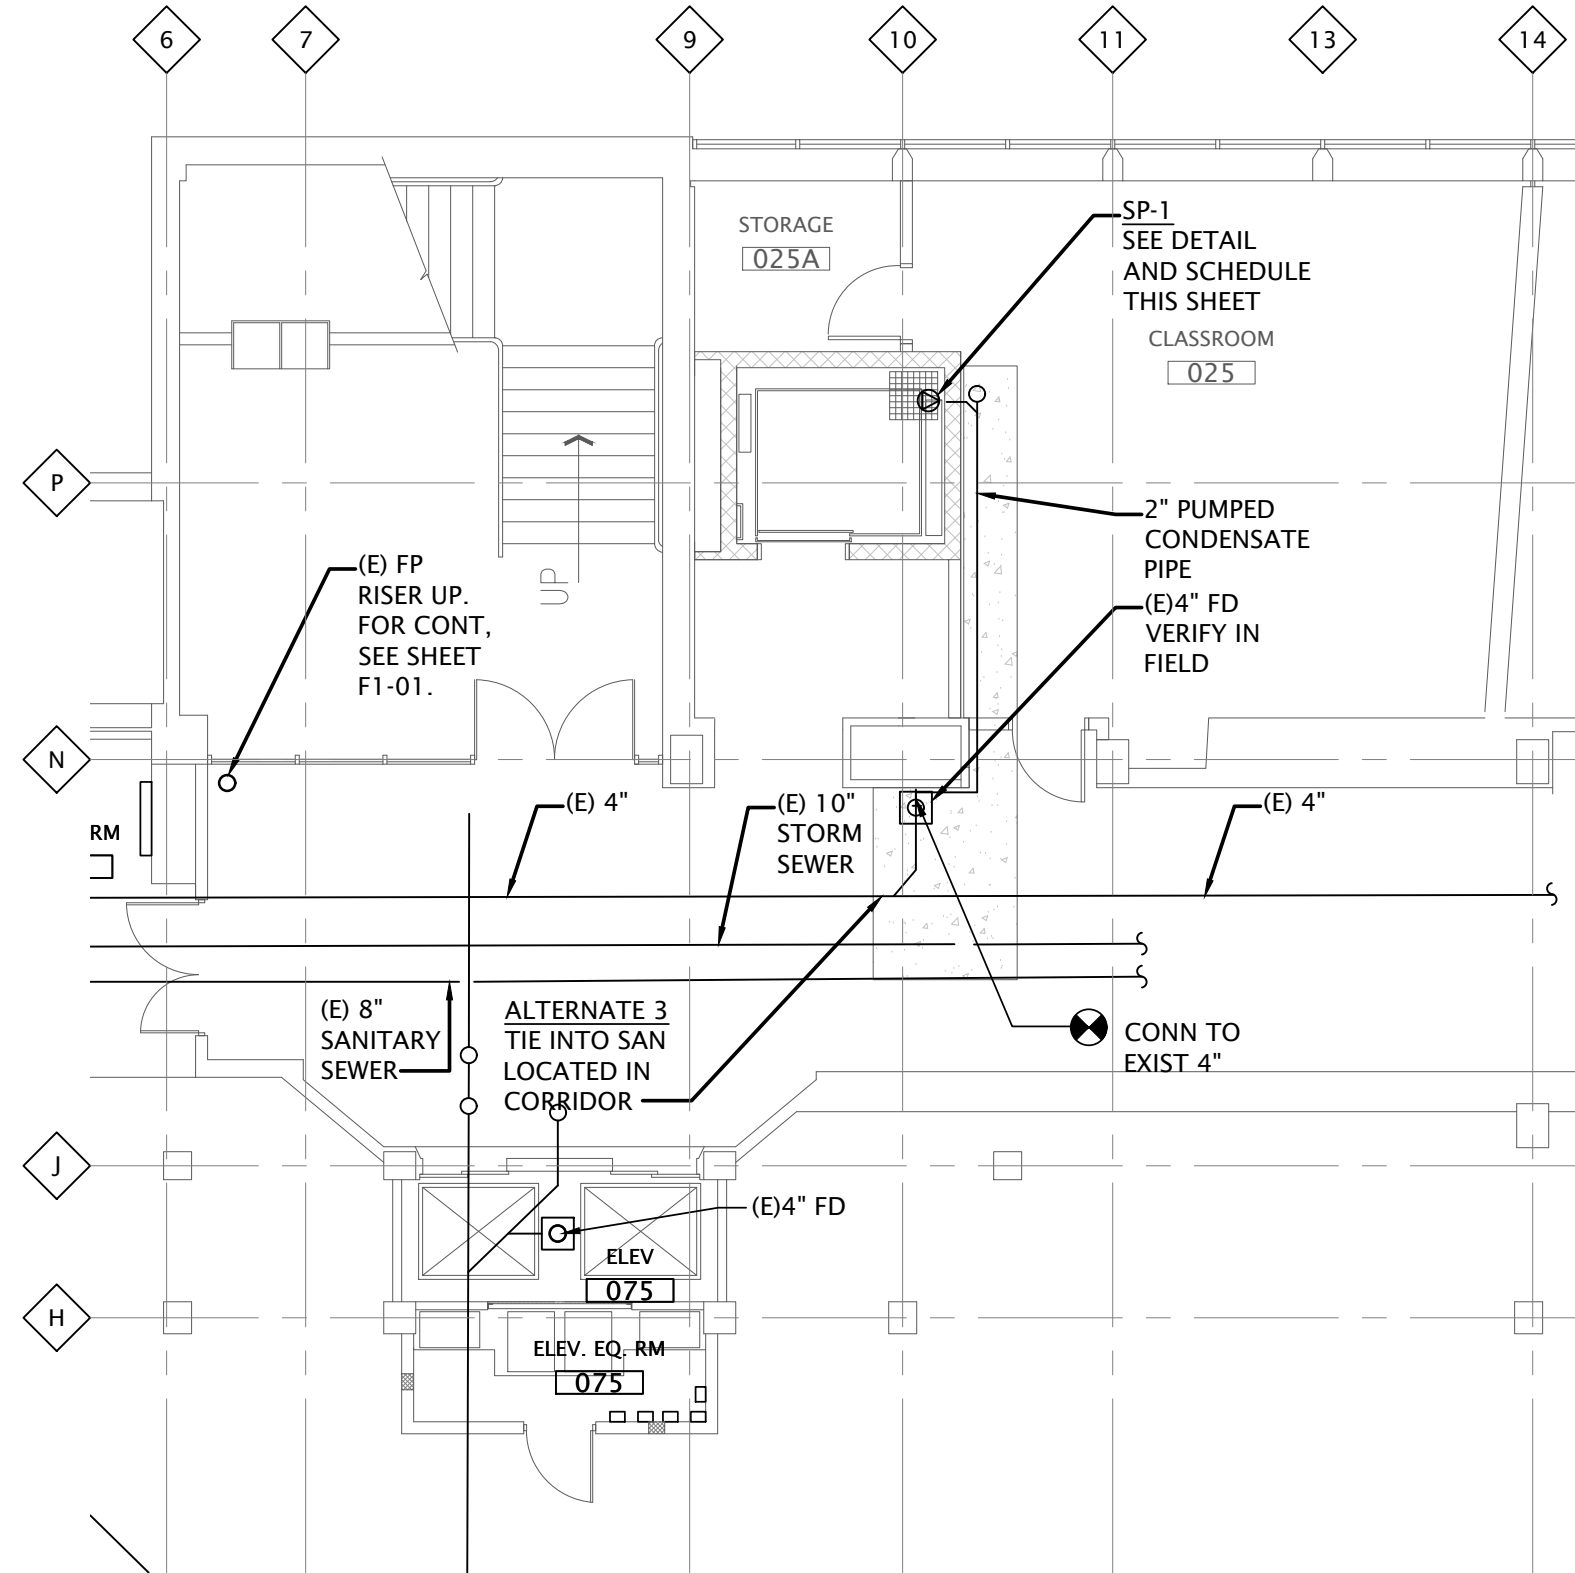 6
7
9
10
11
13
14
STORAGE
025A
SP-1
SEE DETAIL
AND SCHEDULE
THIS SHEET
CLASSROOM
025
P
2" PUMPED
CONDENSATE
PIPE
(E) FP
RISER UP.
FOR CONT,
SEE SHEET
F1-01.
UP
(E)4" FD
VERIFY IN
FIELD
N
RM
(E) 4"
(E) 10"
STORM
SEWER
(E) 4"
(E) 8"
SANITARY
SEWER
ALTERNATE 3
TIE INTO SAN
LOCATED IN
CORRIDOR
CONN TO
EXIST 4"
J
(E)4" FD
ELEV
075
H
ELEV. EQ. RM
075